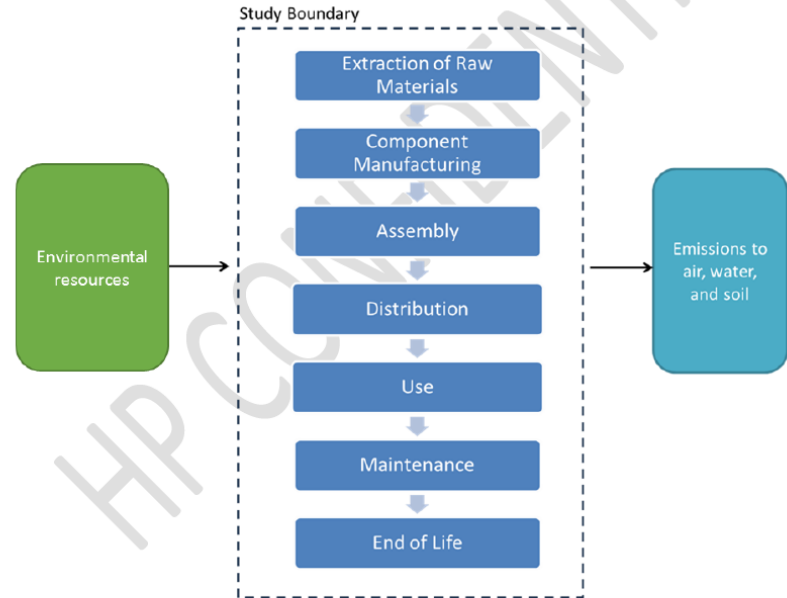 Study Boundary
Extraction of Raw
Materials
Component
Manufacturing
Assembly
Environmental
resources
Emissions to
air, water,
and soil
Distribution
Use
Maintenance
End of Life
HP